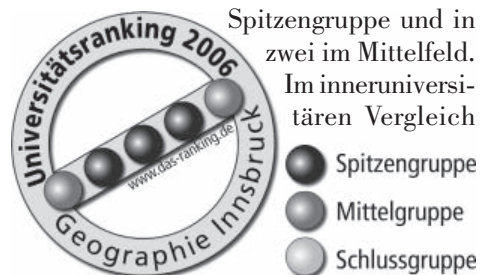 Spitzengruppe und in
zwei im Mittelfeld.
Im inneruniversi-
tären Vergleich
Universitätsranking 2006
www.das-ranking.de
Geographie Innsbruck
Spitzengruppe
Mittelgruppe
Schlussgruppe